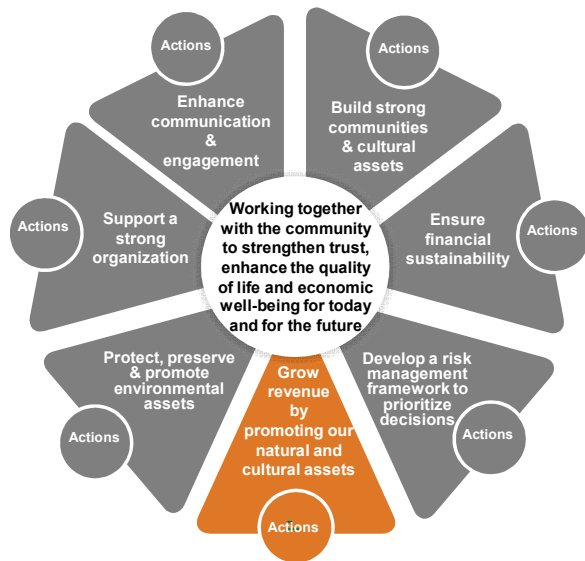 Actions
Enhance
communication
&
engagement
Actions
Build strong
communities
& cultural
assets
Actions
Support a
strong
organization
Working together
with the community
to strengthen trust,
enhance the quality
of life and economic
well-being for today
and for the future
Ensure
financial
sustainability
Actions
Protect, preserve
& promote
environmental
assets
Actions
Grow
revenue
by
promoting our
natural and
cultural assets
Actions
Develop a risk
management
framework to
prioritize
decisions
Actions